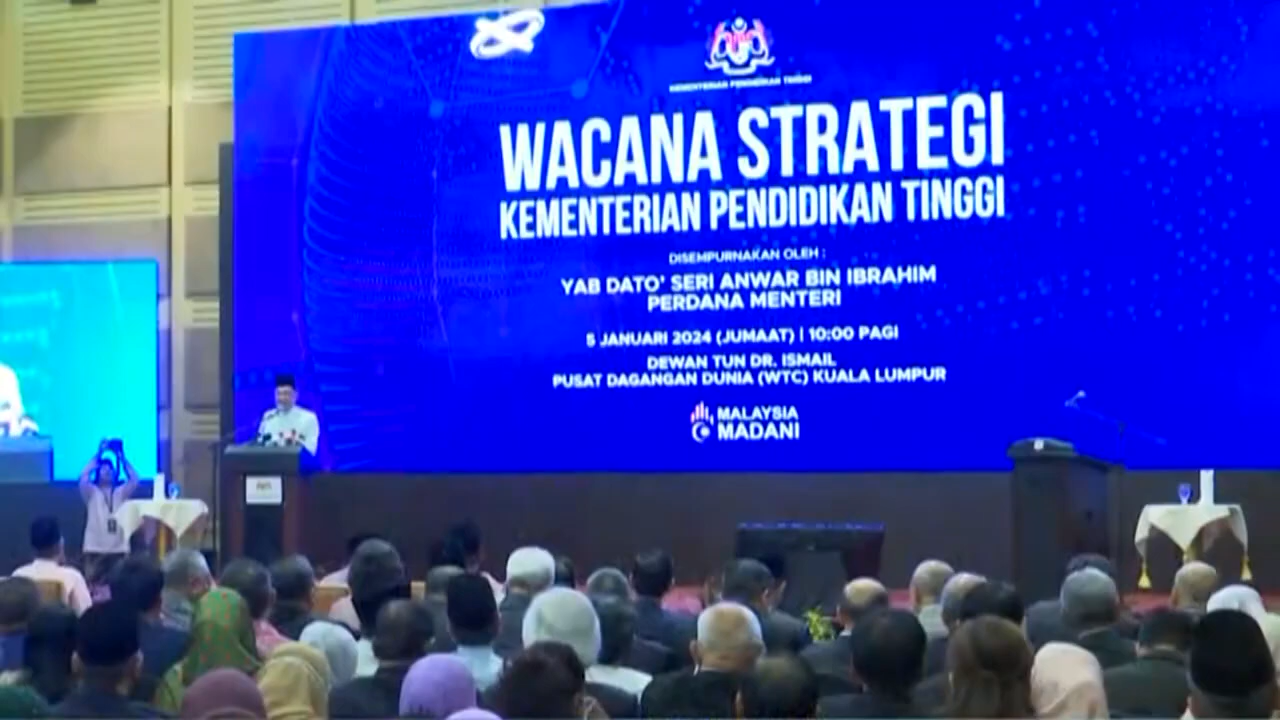 KEMENTERIAN PENDIDIKAN TINGGI
WACANA STRATEGI
KEMENTERIAN PENDIDIKAN TINGGI
DISEMPURNAKAN OLEH :
YAB DATO' SERI ANWAR BIN IBRAHIM
PERDANA MENTERI
5 JANUARI 2024 (JUMAAT) | 10:00 PAGI
DEWAN TUN DR. ISMAIL
PUSAT DAGANGAN DUNIA (WTC) KUALA LUMPUR
MALAYSIA
MADANI